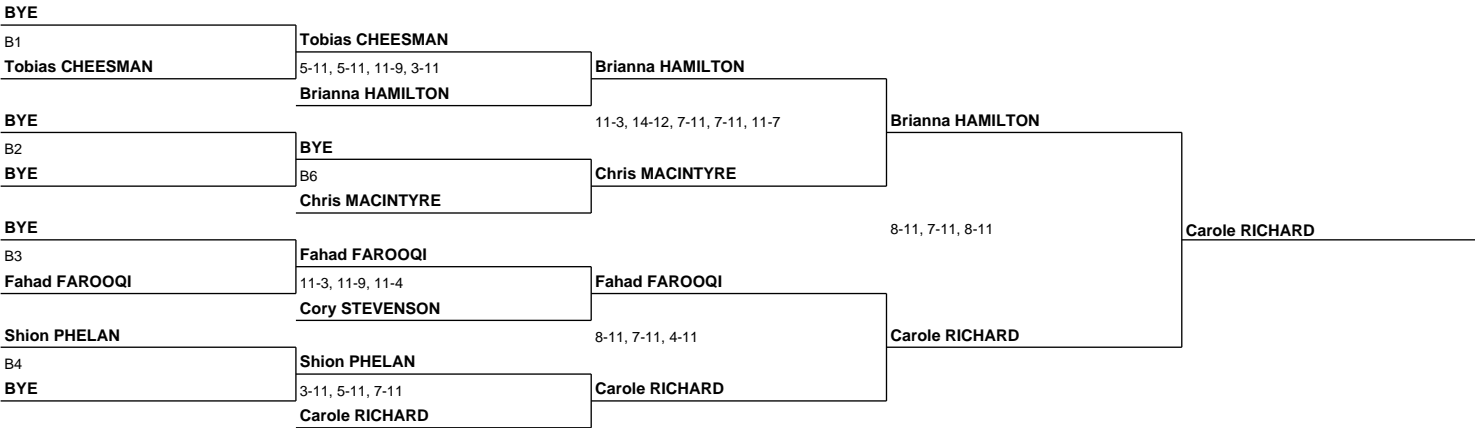 BYE
B1
Tobias CHEESMAN
Tobias CHEESMAN
5-11, 5-11, 11-9, 3-11
Brianna HAMILTON
Brianna HAMILTON
BYE
B2
BYE
BYE
B6
Chris MACINTYRE
11-3, 14-12, 7-11, 7-11, 11-7
Chris MACINTYRE
Brianna HAMILTON
BYE
B3
Fahad FAROOQI
Fahad FAROOQI
11-3, 11-9, 11-4
Cory STEVENSON
Fahad FAROOQI
8-11, 7-11, 8-11
Carole RICHARD
Shion PHELAN
B4
BYE
Shion PHELAN
3-11, 5-11, 7-11
Carole RICHARD
8-11, 7-11, 4-11
Carole RICHARD
Carole RICHARD